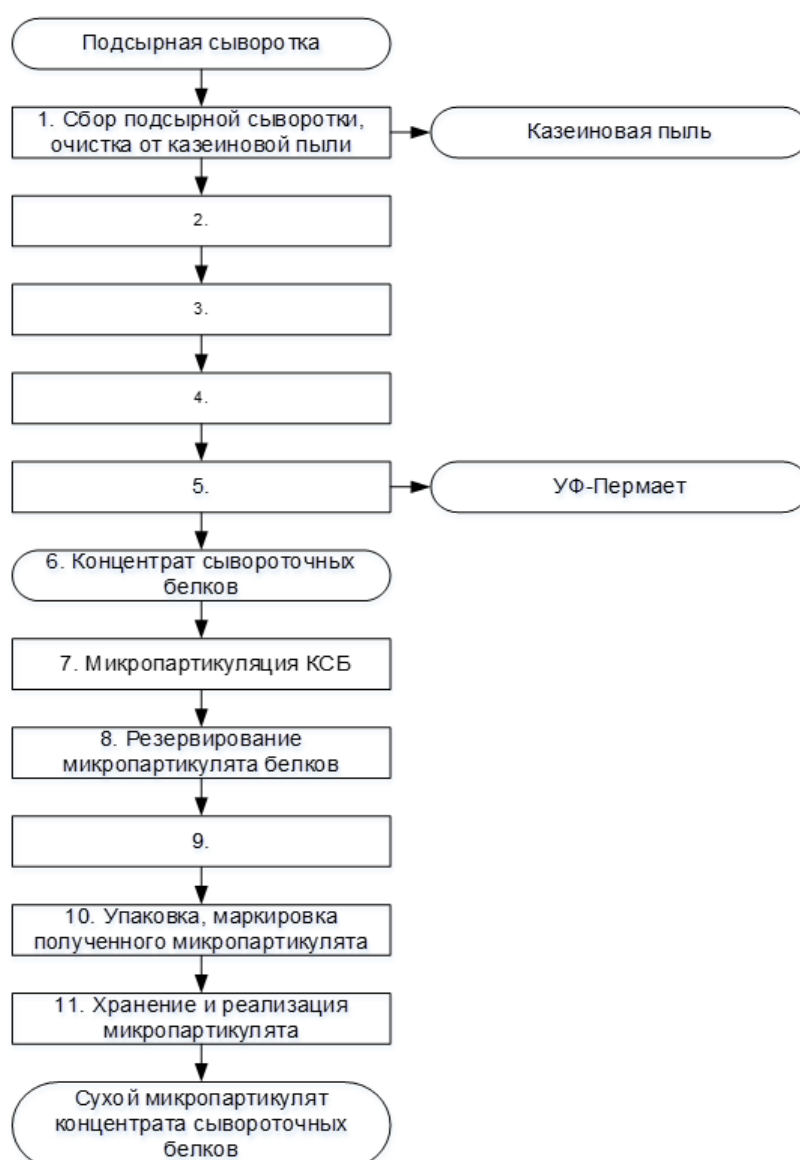 Подсырная сыворотка
1. Сбор подсырной сыворотки,
очистка от казеиновой пыли
Казеиновая пыль
2.
3.
4.
5.
УФ-Пермает
6. Концентрат сывороточных
белков
7. Микропартикуляция КСБ
8. Резервирование
микропартикулята белков
9.
10. Упаковка, маркировка
полученного микропартикулята
11. Хранение и реализация
микропартикулята
Сухой микропартикулят
концентрата сывороточных
белков